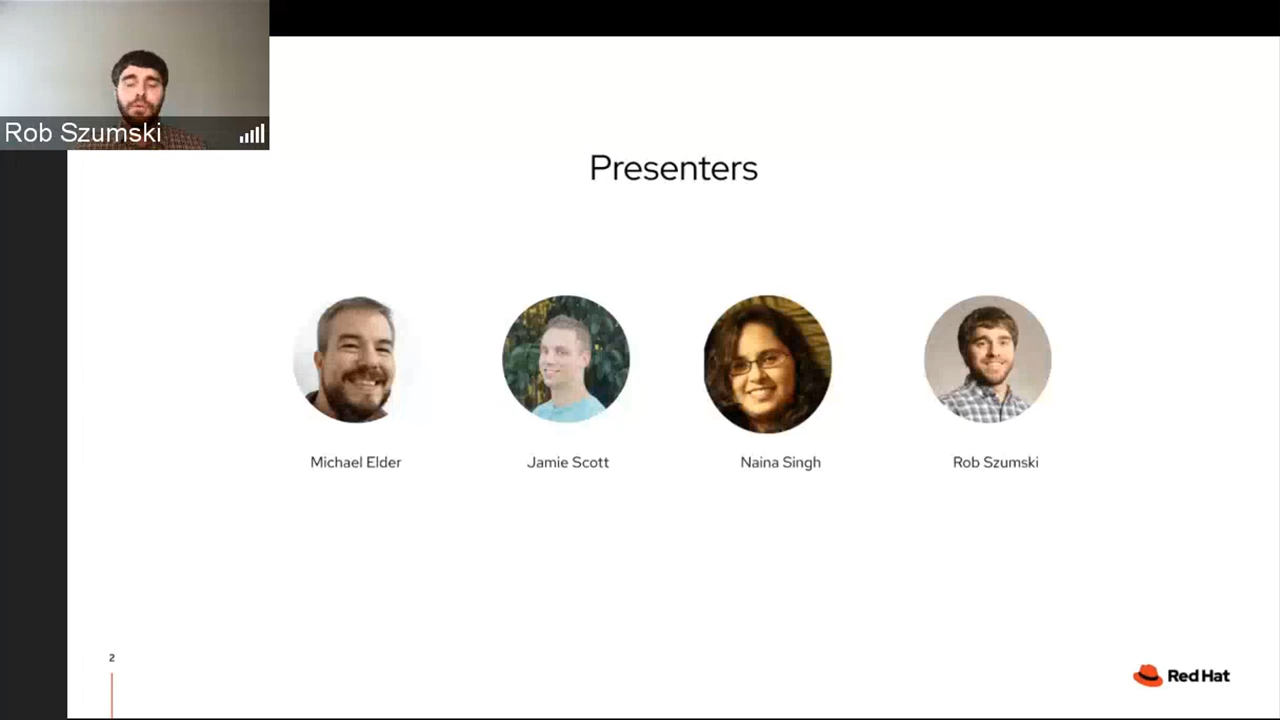 Rob Szumski
Presenters
Michael Elder
Jamie Scott
Naina Singh
Rob Szumski
2
Red Hat